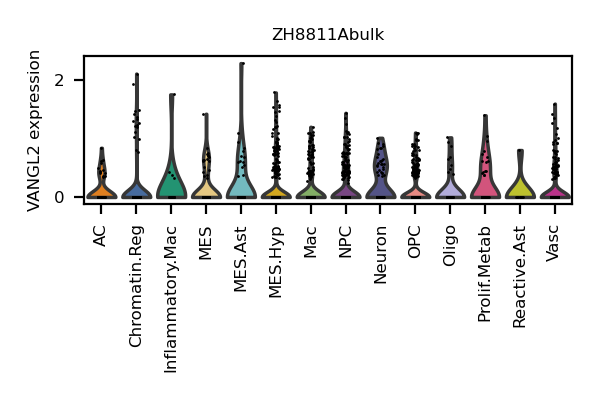 ZH8811Abulk
VANGL2 expression
2
0
AC
Chromatin.Reg
Inflammatory.Mac
MES
MES.Ast
MES.Hyp
Mac
NPC
Neuron
OPC
Oligo
Prolif.Metab
Reactive.Ast
Vasc